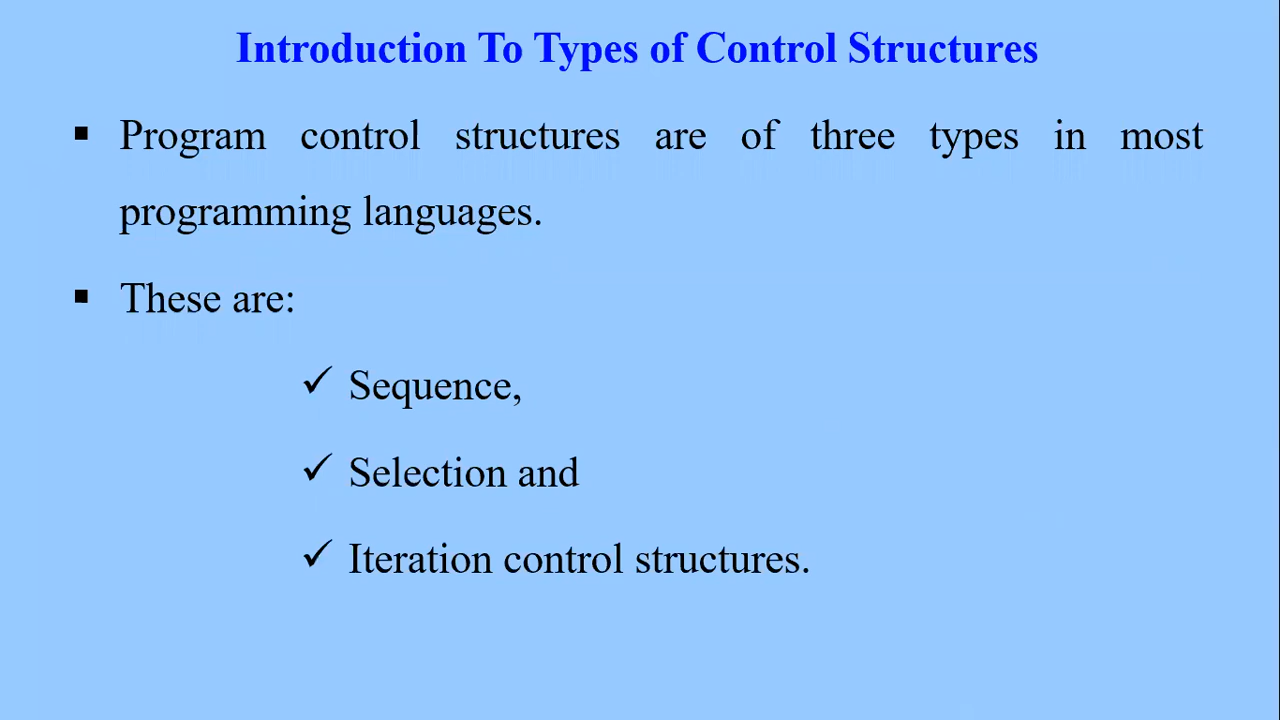 Introduction To Types of Control Structures
▪ Program control structures are of three types in most
programming languages.
▪ These are:
✓ Sequence,
✓ Selection and
✓ Iteration control structures.